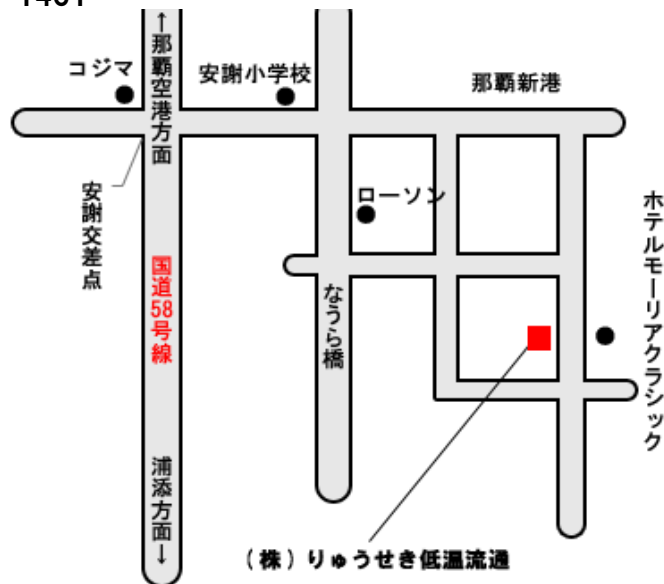 ↑那覇空港方面
コジマ
安謝小学校
那覇新港
安謝交差点
ローソン
ホテルモーリアクラシック
国道58号線
なうら橋
浦添方面↓
(株)りゅうせき低温流通